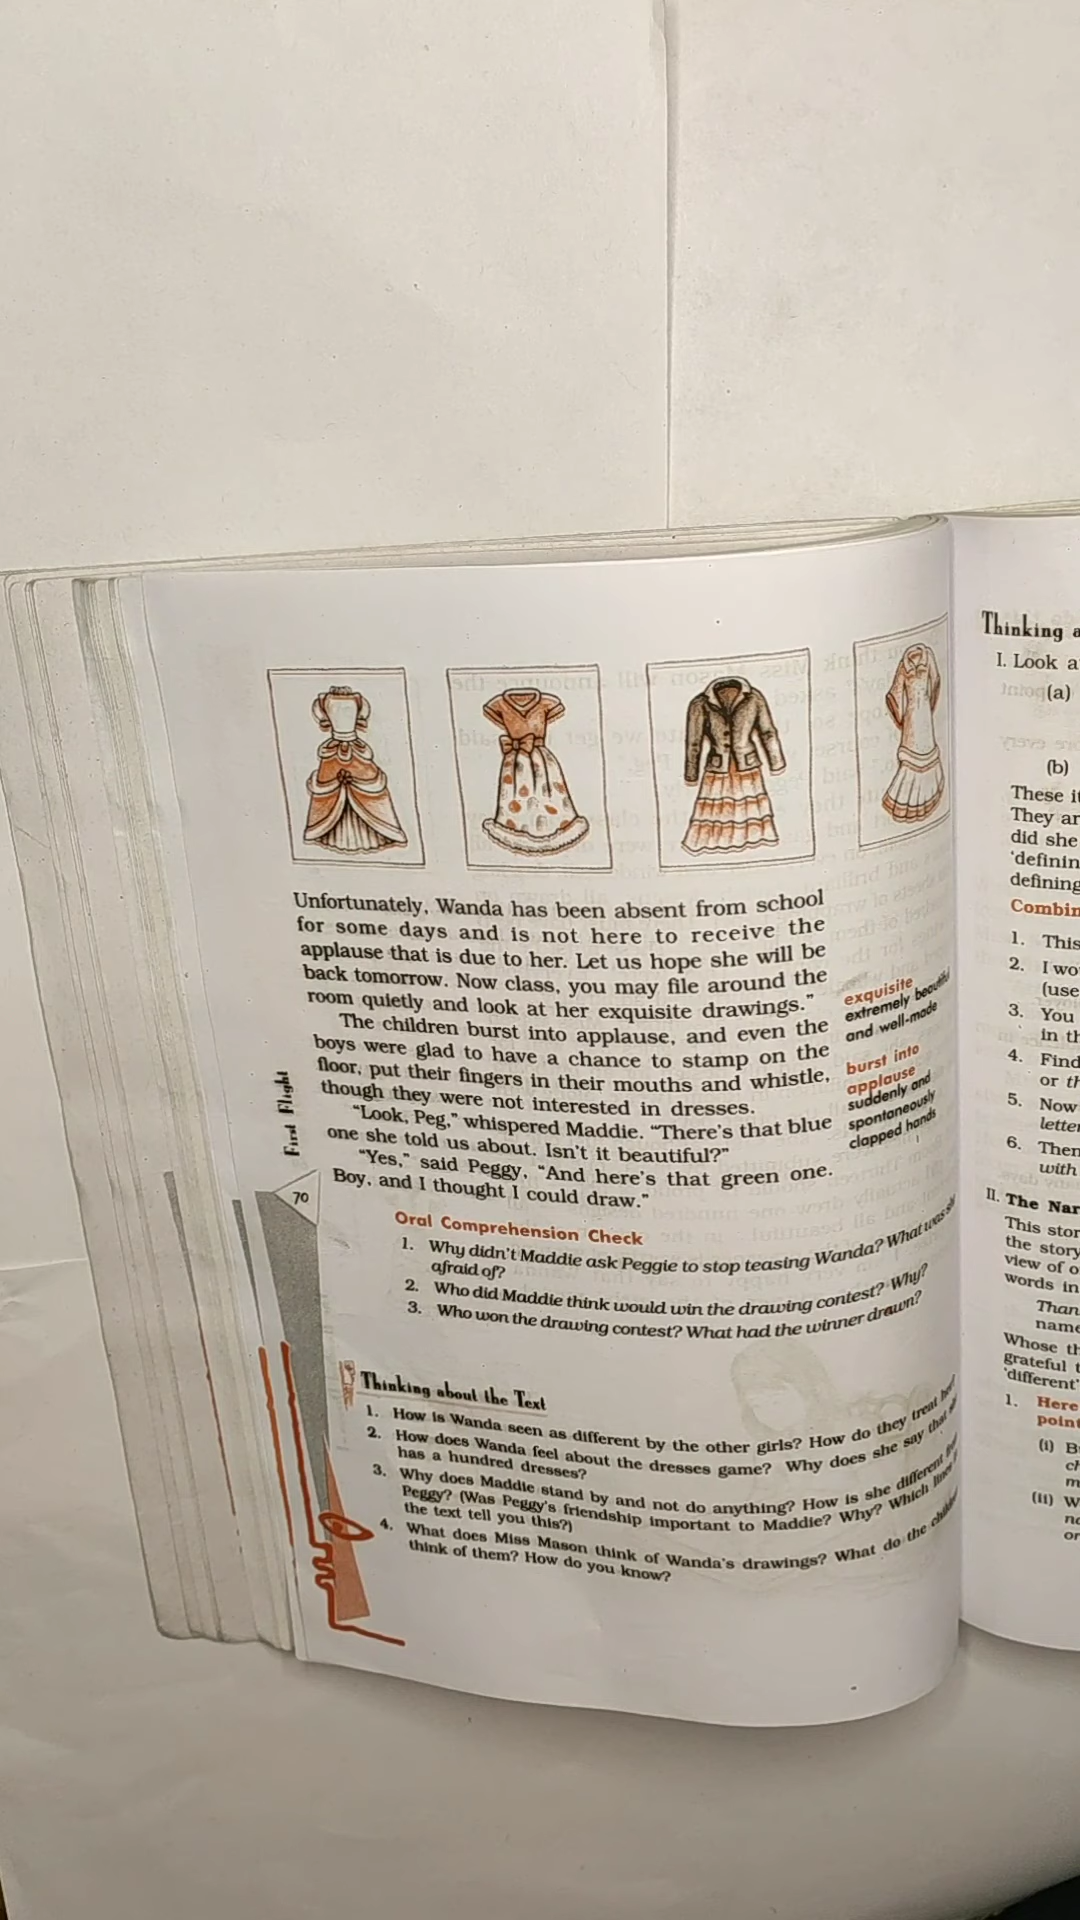 Unfortunately, Wanda has been absent from school
for some days and is not here to receive the
applause that is due to her. Let us hope she will be
back tomorrow. Now class, you may file around the
room quietly and look at her exquisite drawings."
The children burst into applause, and even the
boys were glad to have a chance to stamp on the
floor, put their fingers in their mouths and whistle,
though they were not interested in dresses.
"Look, Peg," whispered Maddie. "There's that blue
one she told us about. Isn't it beautiful?"
"Yes," said Peggy, "And here's that green one.
Boy, and I thought I could draw."
exquisite
extremely beautiful
and well-made
burst into
applause
suddenly and
spontaneously
clapped hands
First Flight
70
Oral Comprehension Check
1. Why didn't Maddie ask Peggie to stop teasing Wanda? What was she
afraid of?
2. Who did Maddie think would win the drawing contest? Why?
3. Who won the drawing contest? What had the winner drawn?
Thinking about the Text
1. How is Wanda seen as different by the other girls? How do they treat her?
2. How does Wanda feel about the dresses game? Why does she say that she
has a hundred dresses?
3. Why does Maddie stand by and not do anything? How is she different from
Peggy? (Was Peggy's friendship important to Maddie? Why? Which lines in
the text tell you this?)
4. What does Miss Mason think of Wanda's drawings? What do the children
think of them? How do you know?
Thinking a
I. Look a
(a)
(b)
These it
They ar
did she
'definin
defining
Combin
1. This
2. I wo
(use
3. You
in th
4. Find
or th
5. Now
letter
6. Then
with
II. The Nar
This stor
the story
view of o
words in
Than
name
Whose th
grateful t
'different'
1. Here
point
(i) B
ch
m
(ii) W
no
or